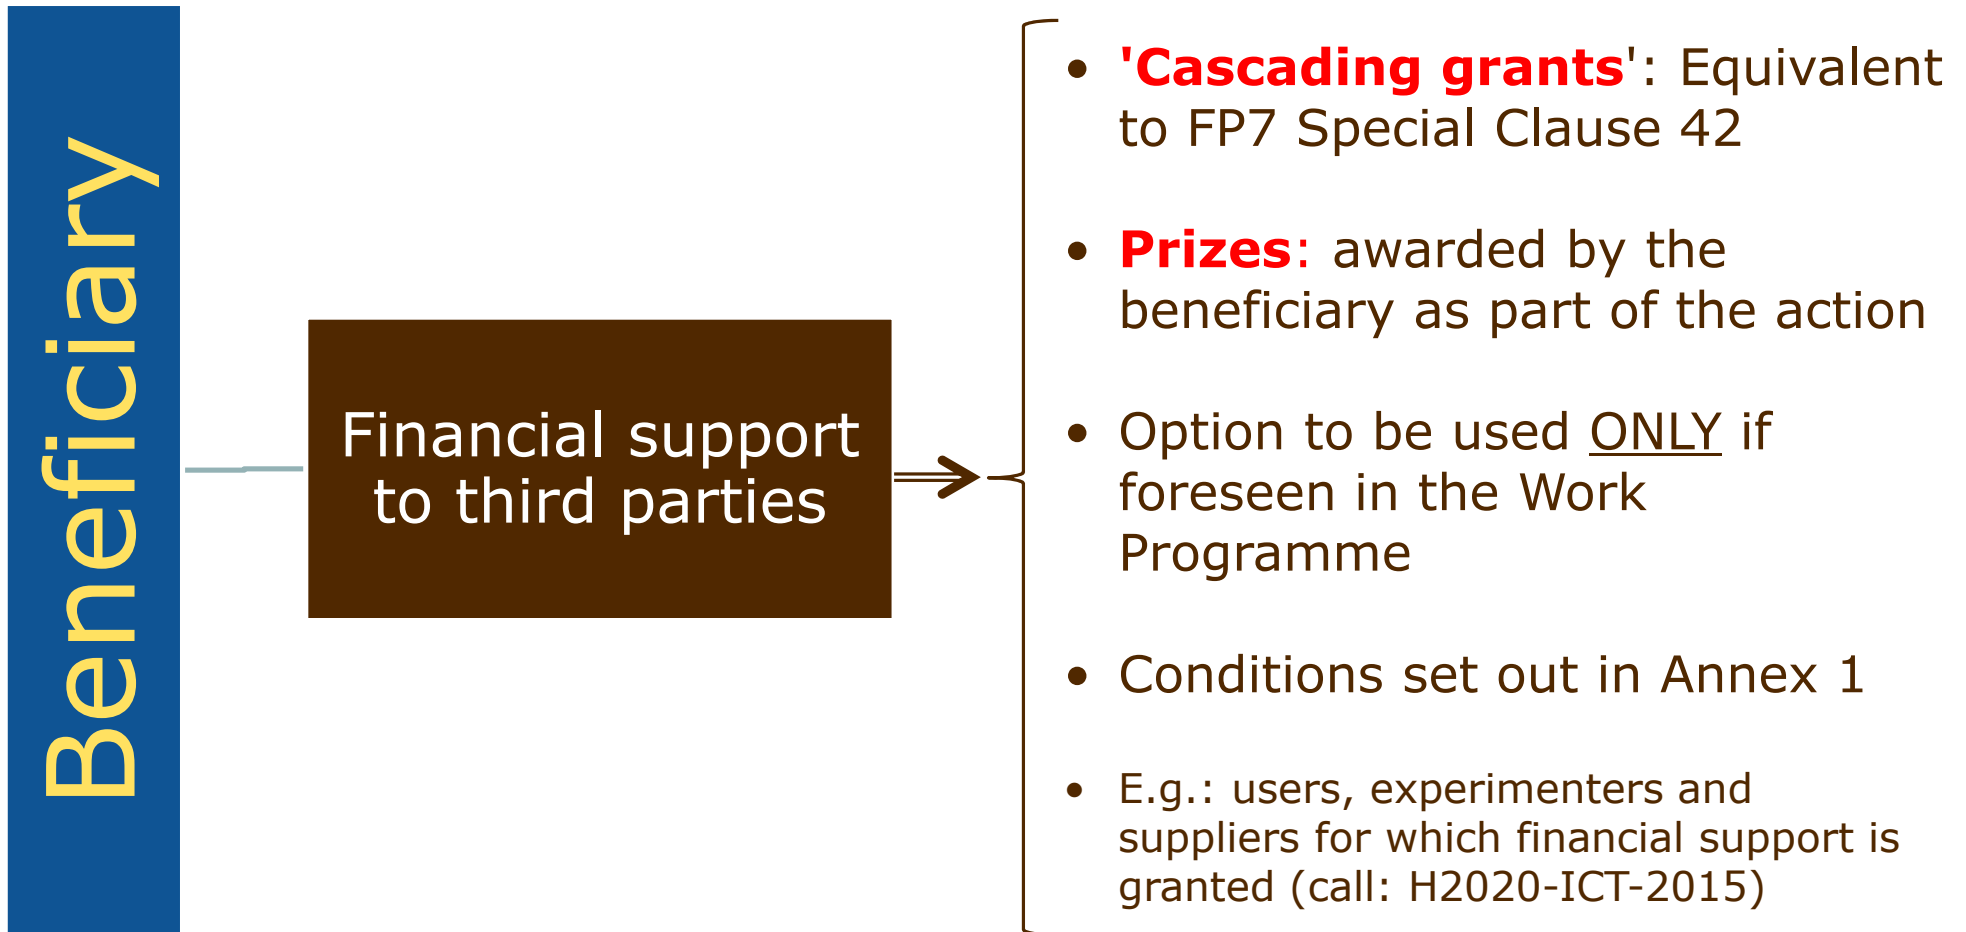 Beneficiary
Financial support
to third parties
• 'Cascading grants': Equivalent
to FP7 Special Clause 42
• Prizes: awarded by the
beneficiary as part of the action
• Option to be used ONLY if
foreseen in the Work
Programme
• Conditions set out in Annex 1
• E.g.: users, experimenters and
suppliers for which financial support is
granted (call: H2020-ICT-2015)